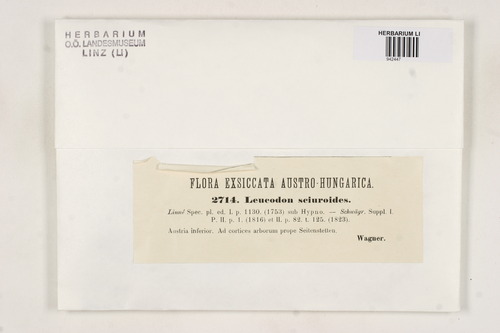 HERBARIUM
O.Ö. LANDESMUSEUM
LINZ (LI)
HERBARIUM LI
942447
FLORA EXSICCATA AUSTRO-HUNGARICA.
2714. Leucodon sciuroides.
Linné Spec. pl. ed. I. p. 1130. (1753) sub Hypno. — Schwägr. Suppl. I.
P. II. p. 1. (1816) et II. p. 82. t. 125. (1823).
Austria inferior. Ad cortices arborum prope Seitenstetten.
Wagner.